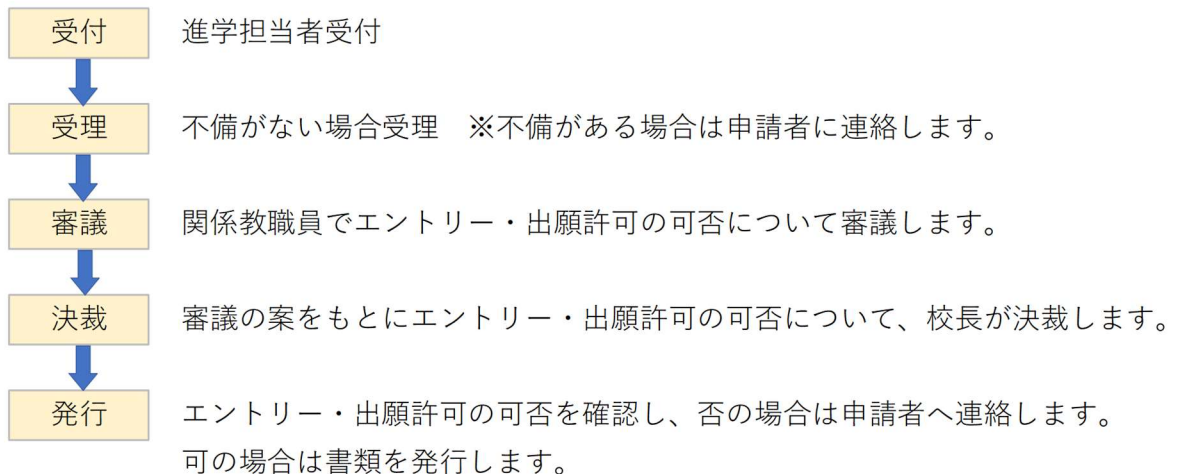 受付　進学担当者受付
受理　不備がない場合受理　※不備がある場合は申請者に連絡します。
審議　関係教職員でエントリー・出願許可の可否について審議します。
決裁　審議の案をもとにエントリー・出願許可の可否について、校長が決裁します。
発行　エントリー・出願許可の可否を確認し、否の場合は申請者へ連絡します。
可の場合は書類を発行します。